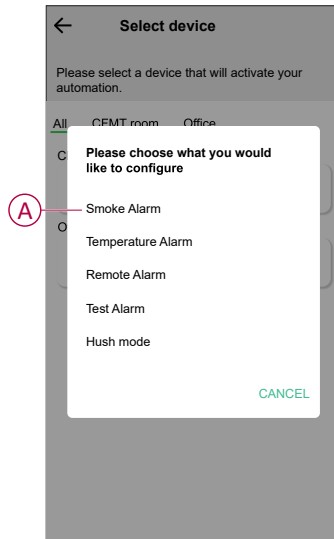 Select device
Please select a device that will activate your
automation.
All CFMT room Office
C
Please choose what you would
like to configure
A
Smoke Alarm
O
Temperature Alarm
Remote Alarm
Test Alarm
Hush mode
CANCEL